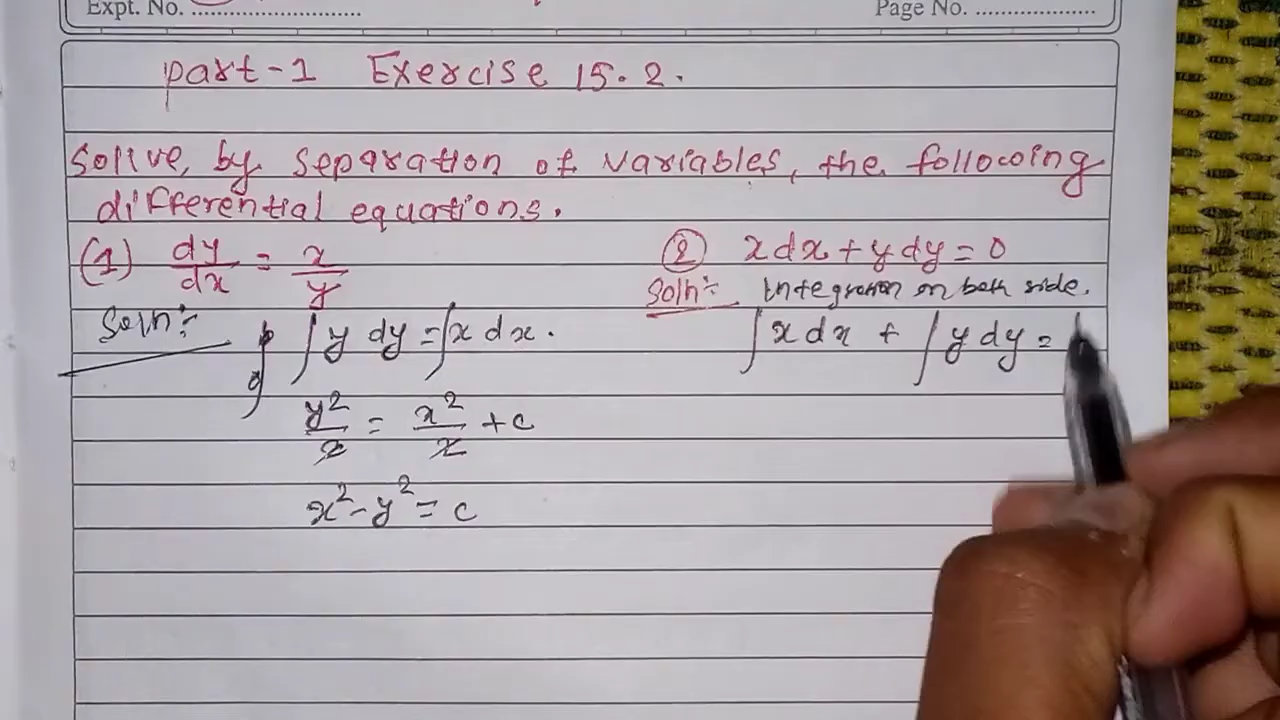 Expt. No. ..............................
Page No. ......................
part-1 Exercise 15.2.
Solve, by separation of variables, the following
differential equations.
(1) dy/dx = x/y
Soln:-
∫ y dy = ∫ x dx.
y²/2 = x²/2 + c
x² - y² = c
② x dx + y dy = 0
Soln:- Integration on both side.
∫ x dx + ∫ y dy =